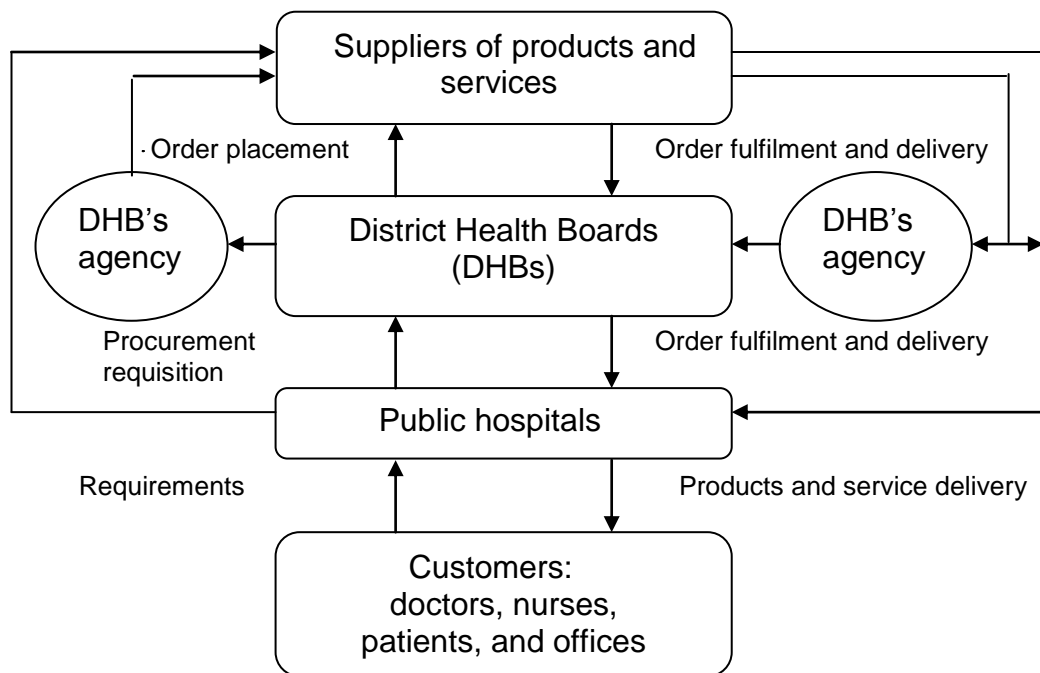 Suppliers of products and
services
Order placement
Order fulfilment and delivery
DHB's
agency
District Health Boards
(DHBs)
DHB's
agency
Procurement
requisition
Order fulfilment and delivery
Public hospitals
Requirements
Products and service delivery
Customers:
doctors, nurses,
patients, and offices